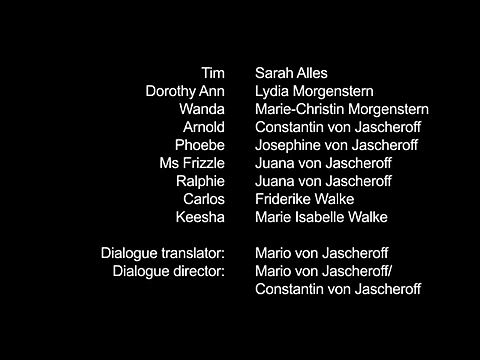 Tim Sarah Alles
Dorothy Ann Lydia Morgenstern
Wanda Marie-Christin Morgenstern
Arnold Constantin von Jascheroff
Phoebe Josephine von Jascheroff
Ms Frizzle Juana von Jascheroff
Ralphie Juana von Jascheroff
Carlos Friderike Walke
Keesha Marie Isabelle Walke
Dialogue translator: Mario von Jascheroff
Dialogue director: Mario von Jascheroff/
Constantin von Jascheroff